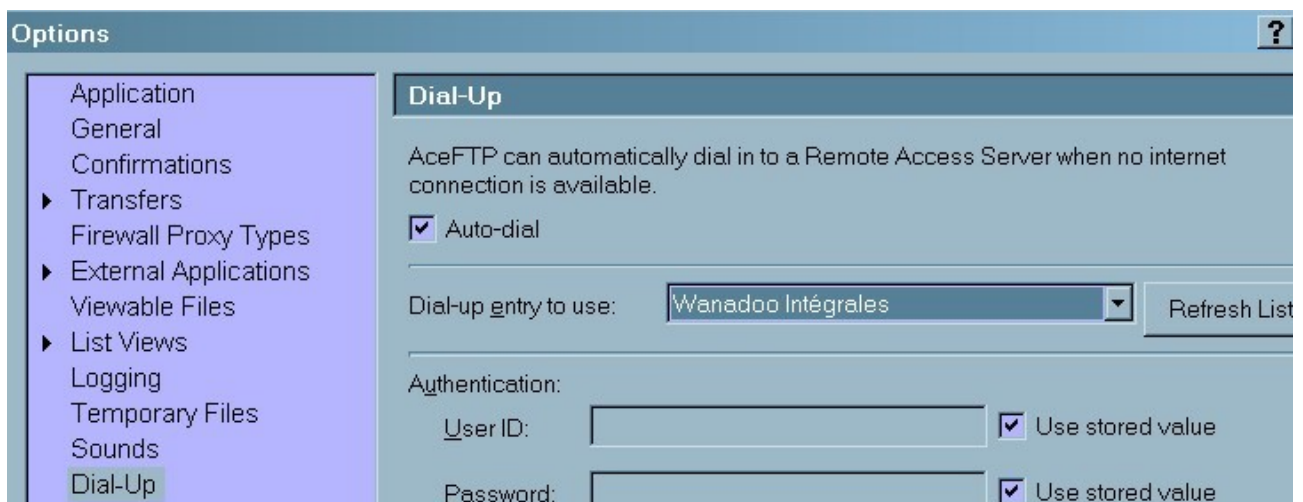 Options
?
Application
General
Confirmations
Transfers
Firewall Proxy Types
External Applications
Viewable Files
List Views
Logging
Temporary Files
Sounds
Dial-Up
Dial-Up
AceFTP can automatically dial in to a Remote Access Server when no internet
connection is available.
Auto-dial
Dial-up entry to use: Wanadoo Intégrales Refresh List
Authentication:
User ID: Use stored value
Password: Use stored value